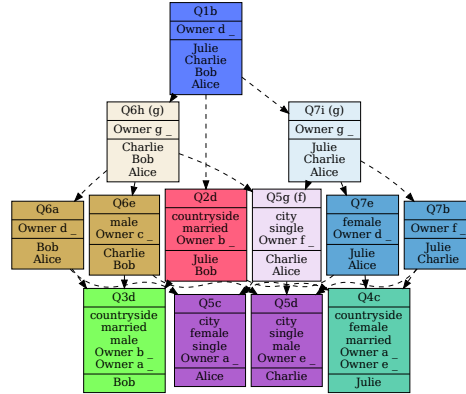 Q1b
Owner d _
Julie
Charlie
Bob
Alice
Q6h (g)
Owner g _
Charlie
Bob
Alice
Q7i (g)
Owner g _
Julie
Charlie
Alice
Q6a
Owner d _
Bob
Alice
Q6e
male
Owner c _
Charlie
Bob
Q2d
countryside
married
Owner b _
Julie
Bob
Q5g (f)
city
single
Owner f _
Charlie
Alice
Q7e
female
Owner d _
Julie
Alice
Q7b
Owner f _
Julie
Charlie
Q3d
countryside
married
male
Owner b _
Owner a _
Bob
Q5c
city
female
single
Owner a _
Alice
Q5d
city
single
male
Owner e _
Charlie
Q4c
countryside
female
married
Owner a _
Owner e _
Julie